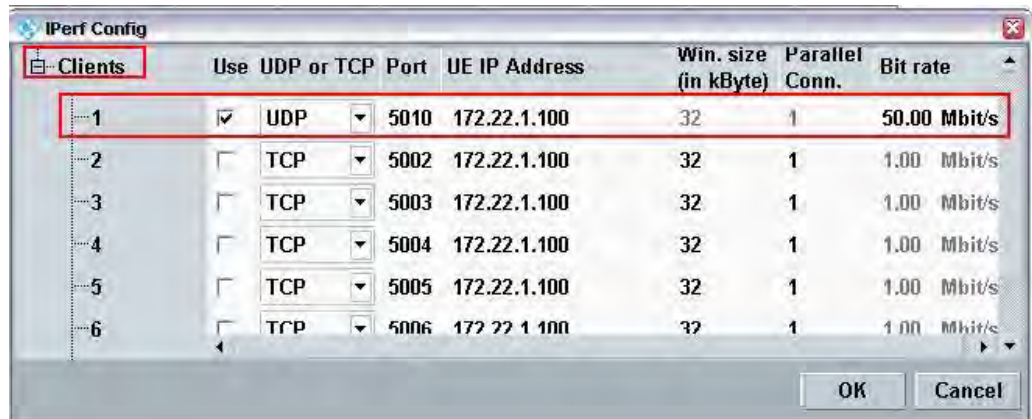 IPerf Config
Clients Use UDP or TCP Port UE IP Address Win. size (in kByte) Parallel Conn. Bit rate
1 UDP 5010 172.22.1.100 32 1 50.00 Mbit/s
2 TCP 5002 172.22.1.100 32 1 1.00 Mbit/s
3 TCP 5003 172.22.1.100 32 1 1.00 Mbit/s
4 TCP 5004 172.22.1.100 32 1 1.00 Mbit/s
5 TCP 5005 172.22.1.100 32 1 1.00 Mbit/s
6 TCP 5006 172.22.1.100 32 1 1.00 Mbit/s
OK Cancel